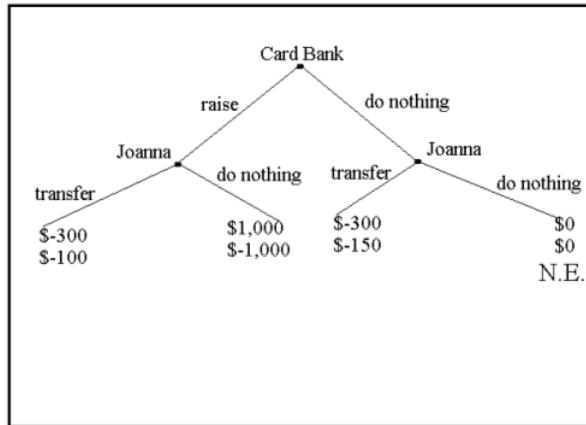 Card Bank
raise
do nothing
Joanna
Joanna
transfer
do nothing
transfer
do nothing
$-300
$-100
$1,000
$-1,000
$-300
$-150
$0
$0
N.E.